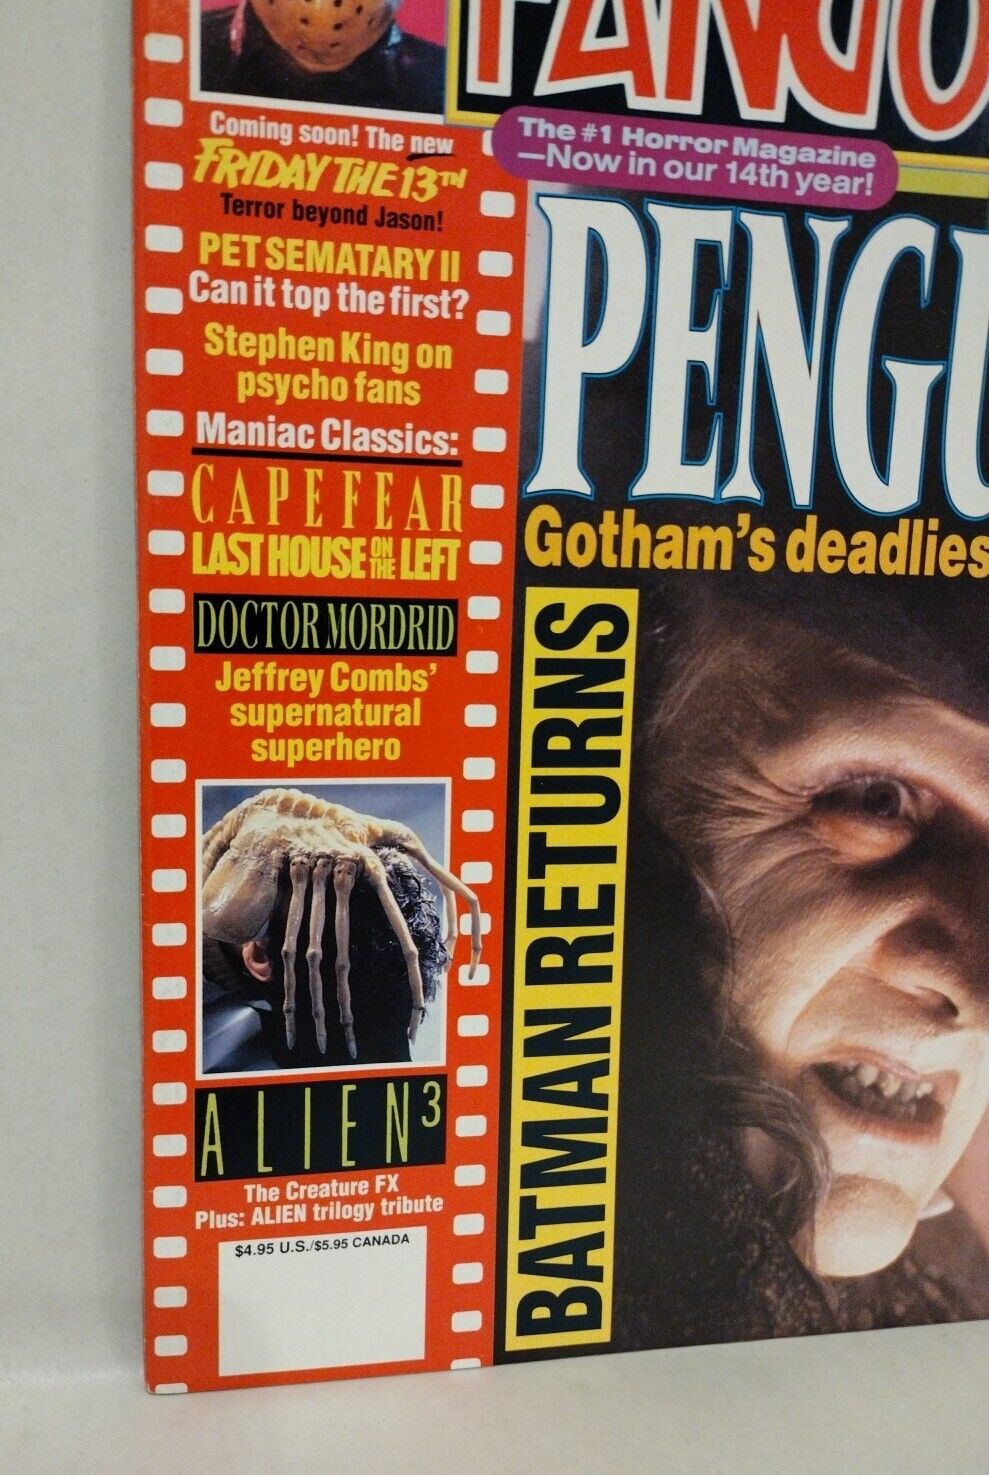 FANGO
The #1 Horror Magazine
—Now in our 14th year!
Coming soon! The new
FRIDAY THE 13TH
Terror beyond Jason!
PET SEMATARY II
Can it top the first?
Stephen King on
psycho fans
Maniac Classics:
CAPE FEAR
LAST HOUSE ON THE LEFT
DOCTOR MORDRID
Jeffrey Combs'
supernatural
superhero
ALIEN3
The Creature FX
Plus: ALIEN trilogy tribute
$4.95 U.S./$5.95 CANADA
PENGU
Gotham's deadlies
BATMAN RETURNS